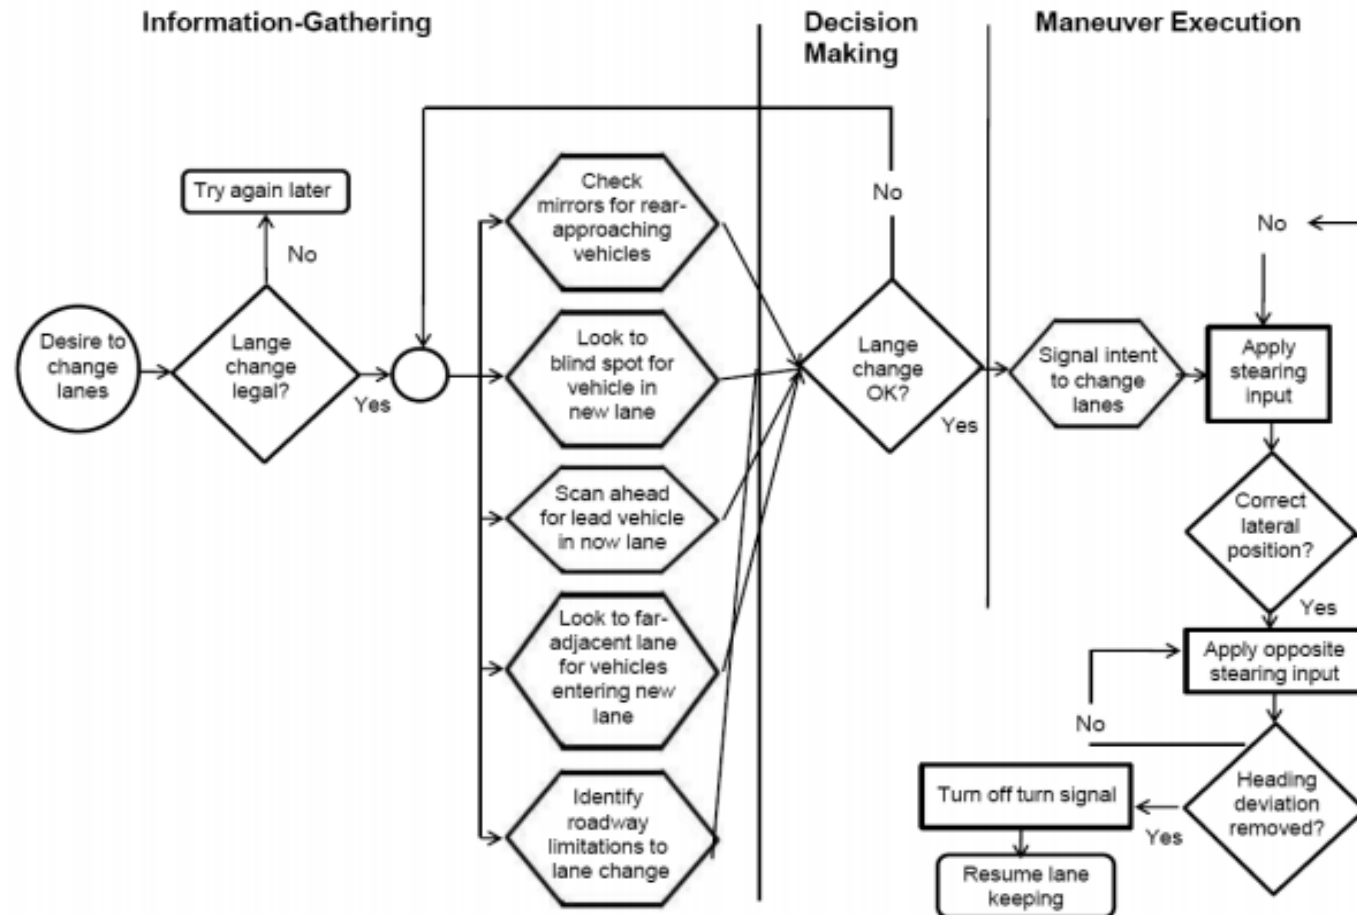 Information-Gathering
Decision
Making
Maneuver Execution
Try again later
No
Desire to
change
lanes
Lange
change
legal?
Yes
Check
mirrors for rear-
approaching
vehicles
Look to
blind spot for
vehicle in
new lane
Scan ahead
for lead vehicle
in now lane
Look to far-
adjacent lane
for vehicles
entering new
lane
Identify
roadway
limitations to
lane change
No
Lange
change
OK?
Yes
Signal intent
to change
lanes
No
Apply
stearing
input
Correct
lateral
position?
Yes
Apply opposite
stearing input
No
Heading
deviation
removed?
Yes
Turn off turn signal
Resume lane
keeping